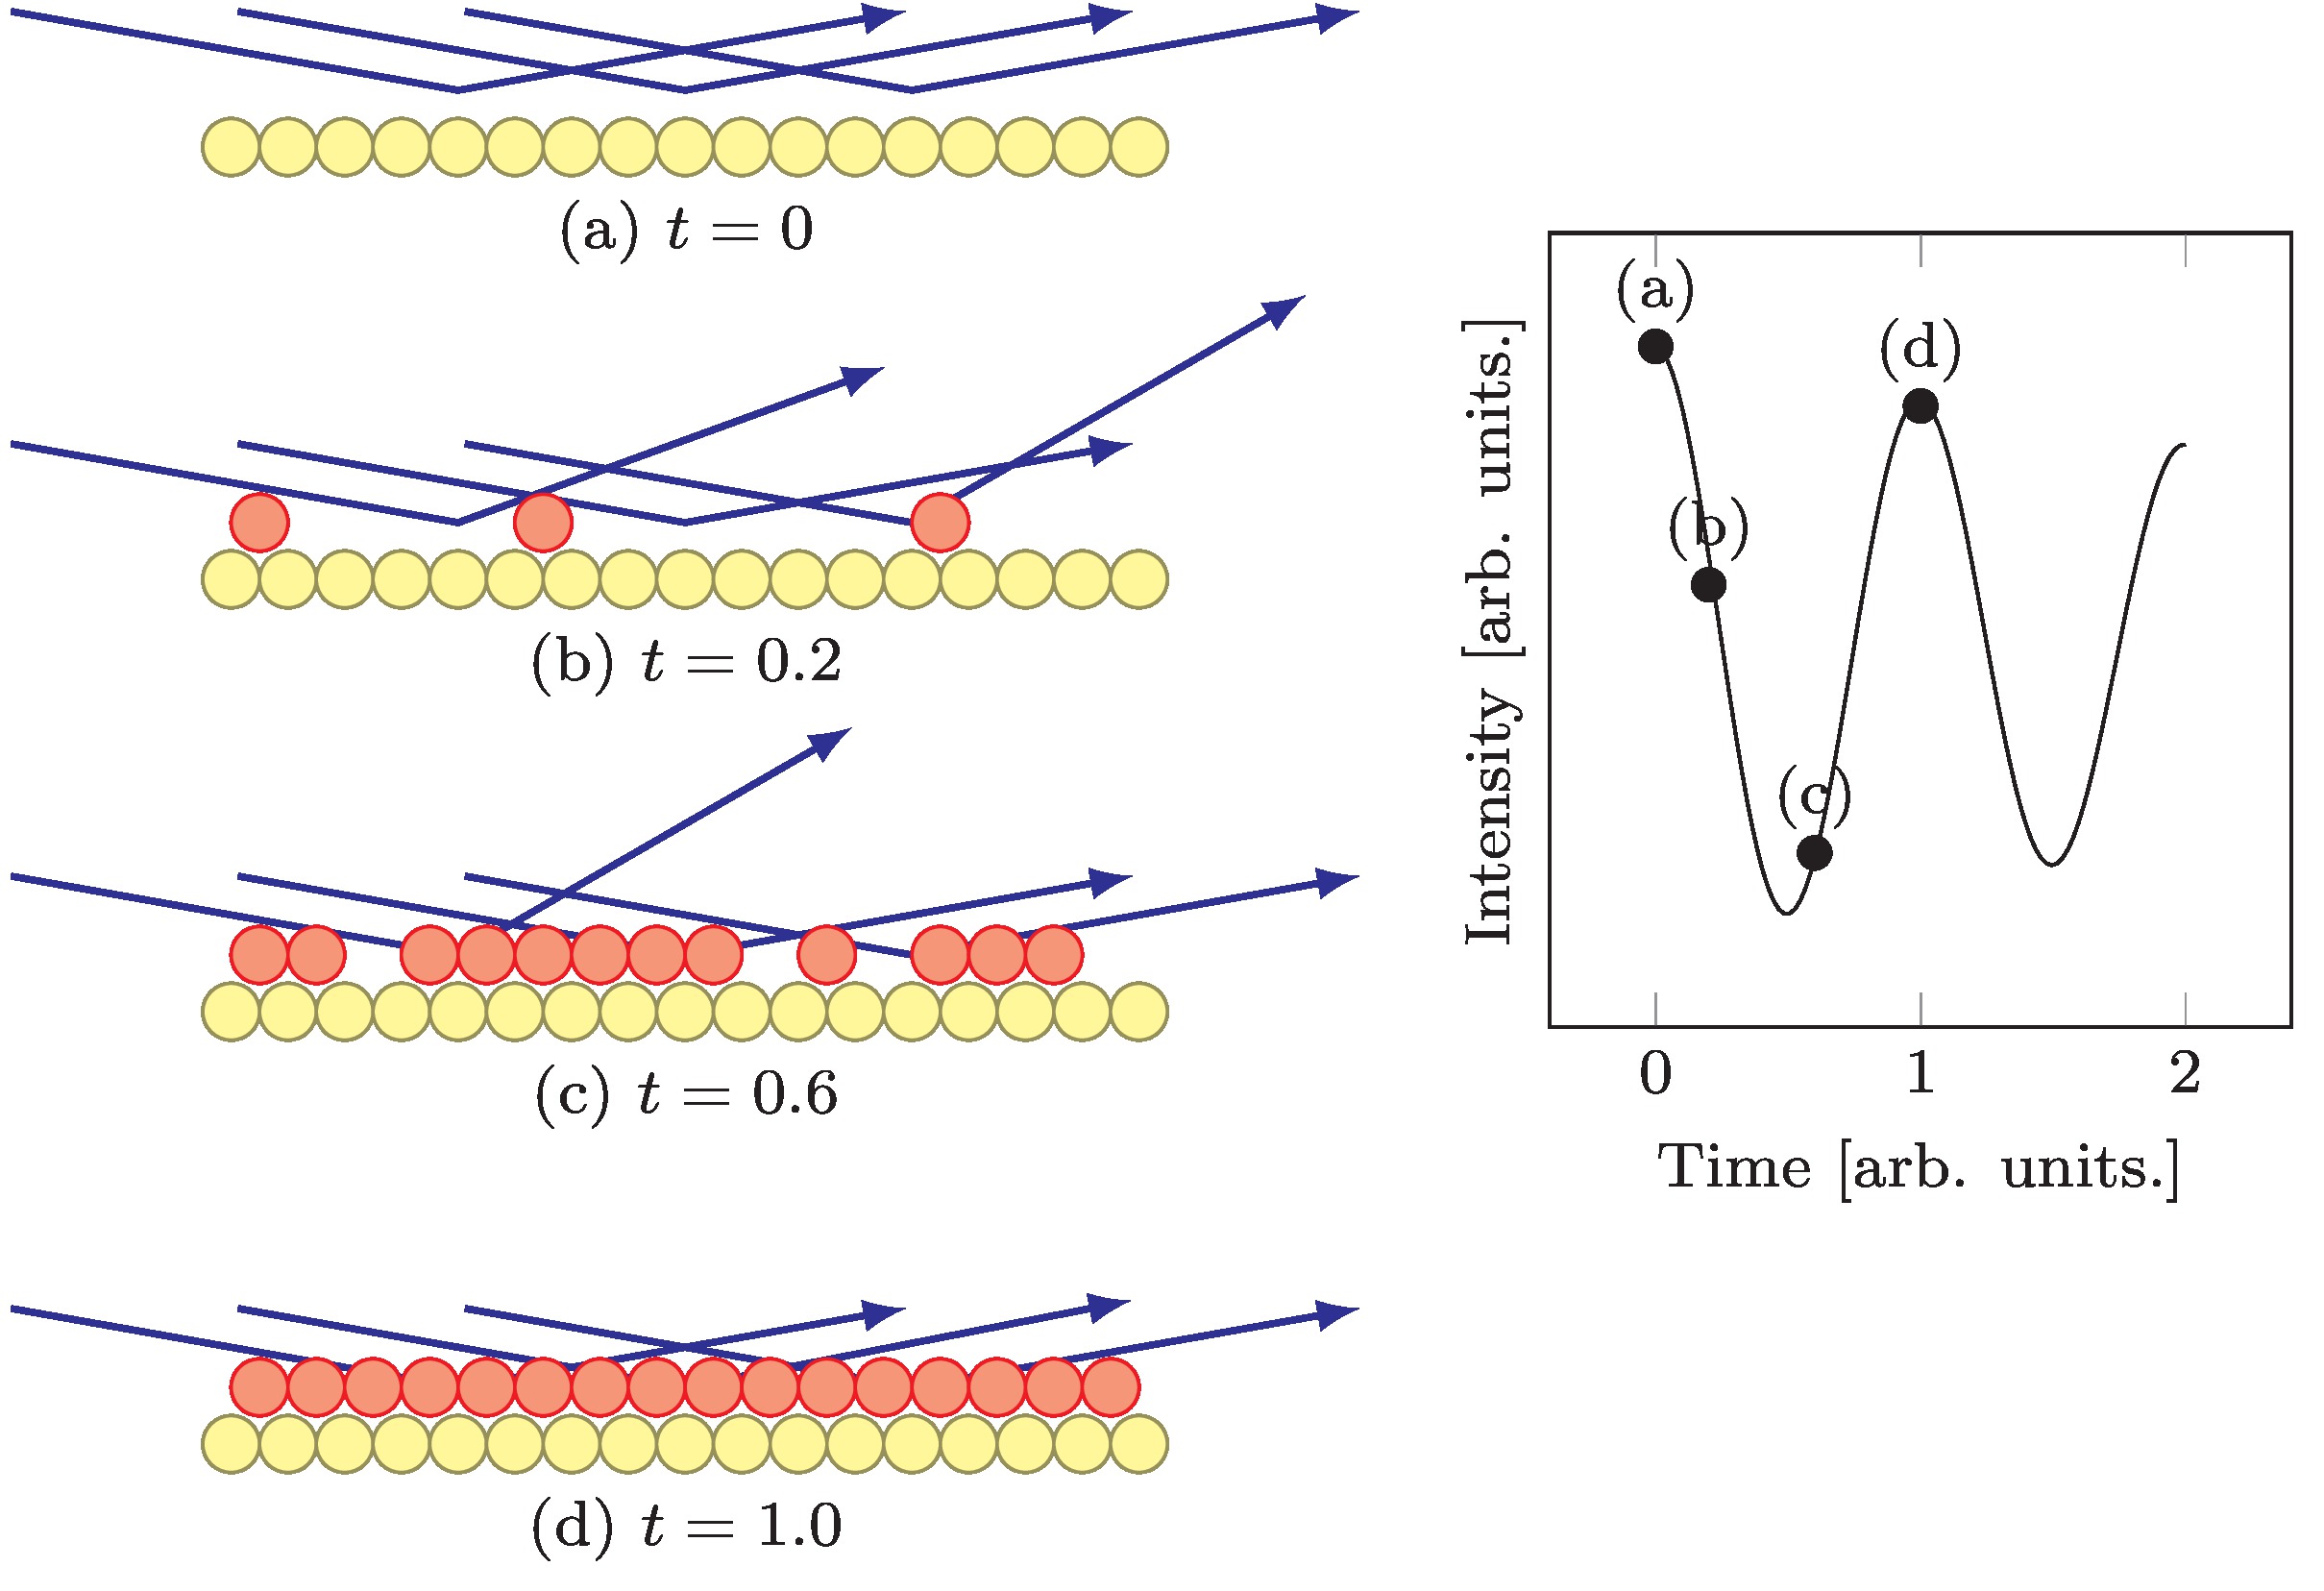 (a) t = 0
(b) t = 0.2
(c) t = 0.6
(d) t = 1.0
Intensity [arb. units.]
(a)
(d)
(b)
(c)
0 1 2
Time [arb. units.]